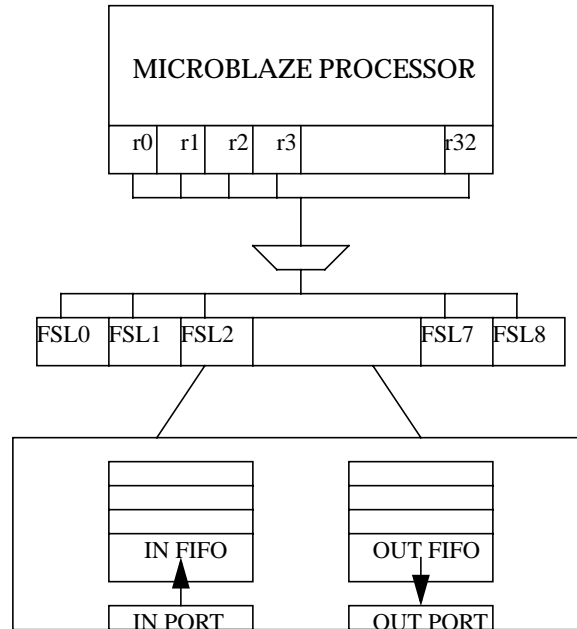 MICROBLAZE PROCESSOR
r0 r1 r2 r3 r32
FSL0 FSL1 FSL2 FSL7 FSL8
IN FIFO OUT FIFO
IN PORT OUT PORT